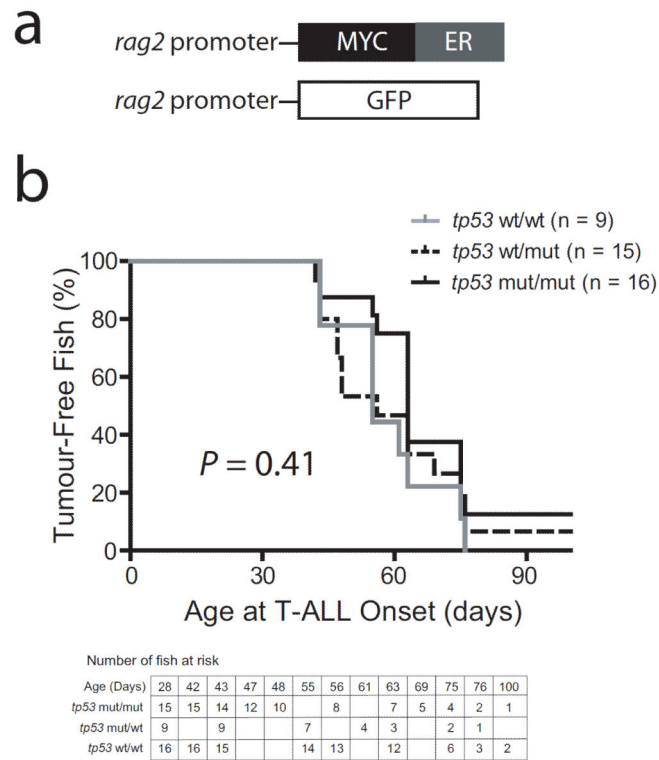 a
rag2 promoter
MYC
ER
rag2 promoter
GFP
b
tp53 wt/wt (n = 9)
tp53 wt/mut (n = 15)
tp53 mut/mut (n = 16)
Tumour-Free Fish (%)
100
80
60
40
20
0
P = 0.41
0 30 60 90
Age at T-ALL Onset (days)
Number of fish at risk
Age (Days) 28 42 43 47 48 55 56 61 63 69 75 76 100
tp53 mut/mut 15 15 14 12 10 8 7 5 4 2 1
tp53 mut/wt 9 9 7 4 3 2 1
tp53 wt/wt 16 16 15 14 13 12 6 3 2